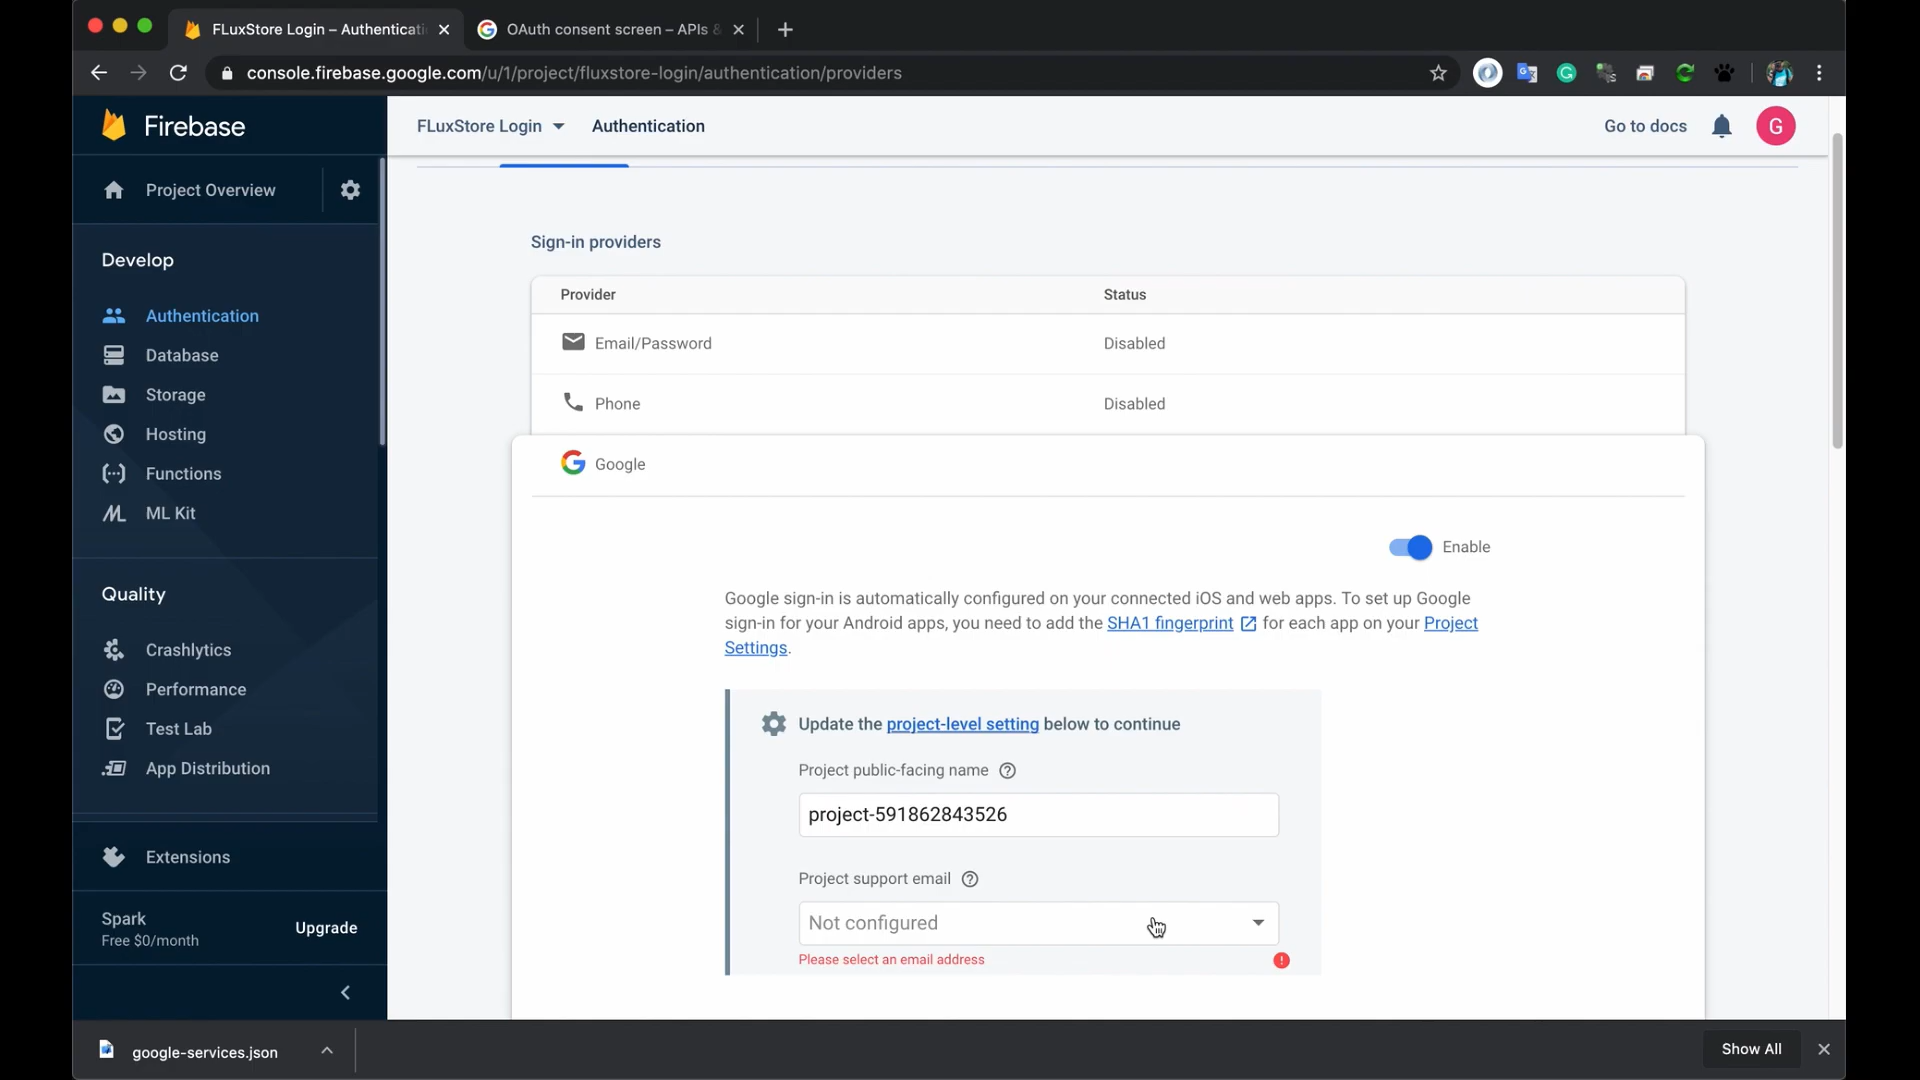 FLuxStore Login – Authenticati
OAuth consent screen – APIs &
console.firebase.google.com/u/1/project/fluxstore-login/authentication/providers
Firebase
FLuxStore Login
Authentication
Go to docs
G
Project Overview
Develop
Authentication
Database
Storage
Hosting
Functions
ML Kit
Quality
Crashlytics
Performance
Test Lab
App Distribution
Extensions
Spark
Free $0/month
Upgrade
Sign-in providers
Provider
Status
Email/Password
Disabled
Phone
Disabled
Google
Enable
Google sign-in is automatically configured on your connected iOS and web apps. To set up Google
sign-in for your Android apps, you need to add the SHA1 fingerprint for each app on your Project
Settings.
Update the project-level setting below to continue
Project public-facing name
project-591862843526
Project support email
Not configured
Please select an email address
google-services.json
Show All